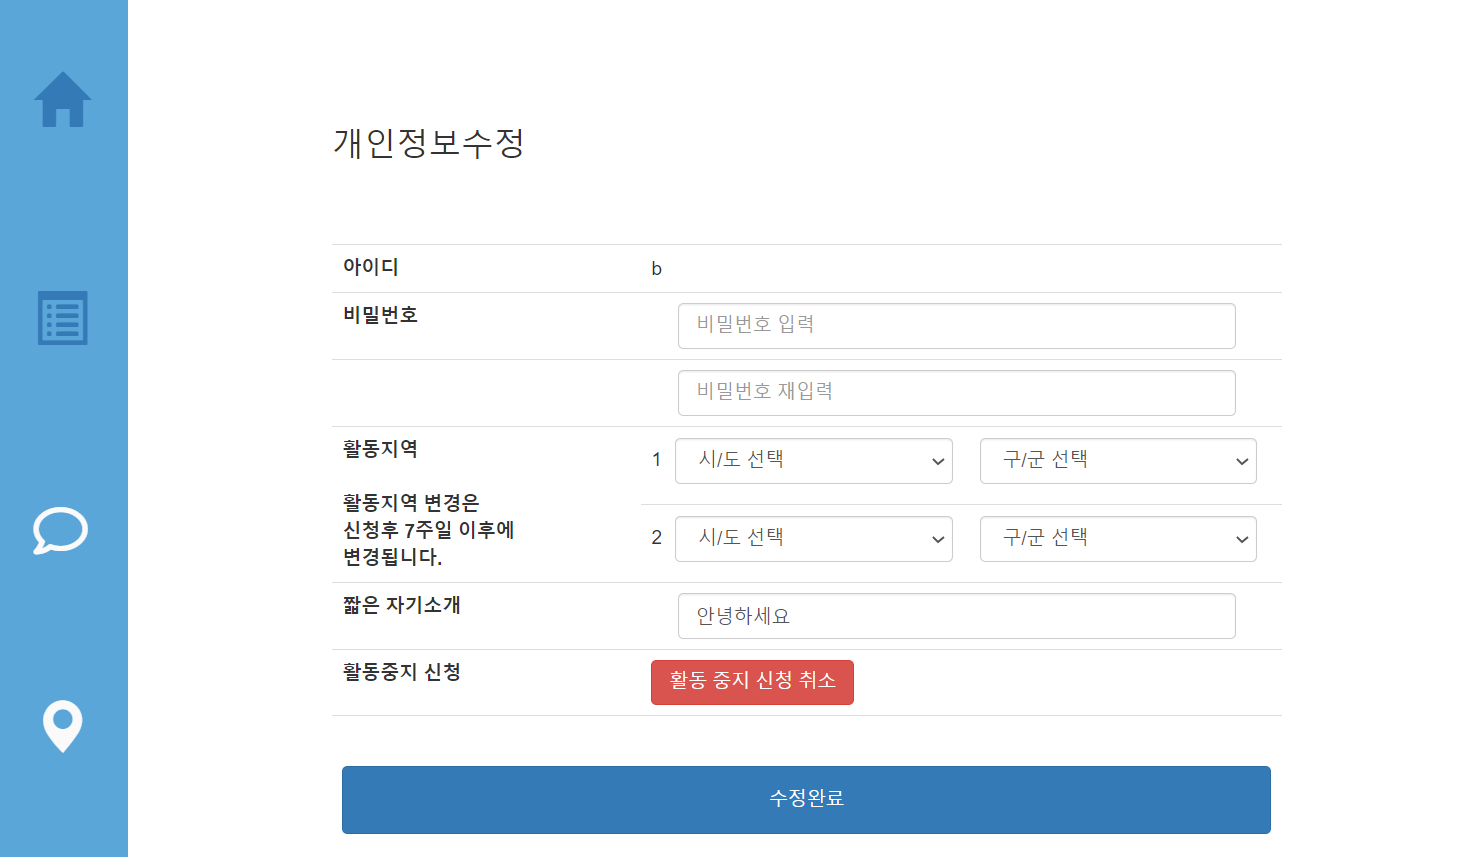 개인정보수정
아이디
b
비밀번호
비밀번호 입력
비밀번호 재입력
활동지역
1
시/도 선택
구/군 선택
활동지역 변경은
신청후 7주일 이후에
변경됩니다.
2
시/도 선택
구/군 선택
짧은 자기소개
안녕하세요
활동중지 신청
활동 중지 신청 취소
수정완료